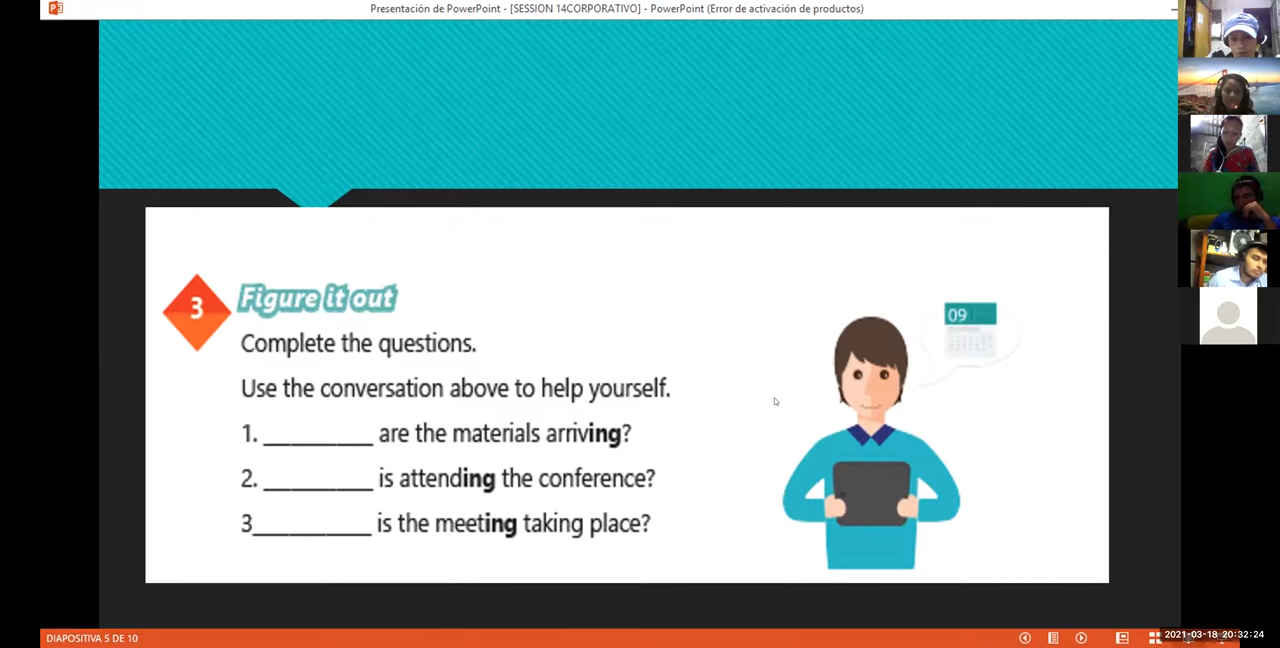 Presentación de PowerPoint - [SESSION 14CORPORATIVO] - PowerPoint (Error de activación de productos)
3
Figure it out
09
Complete the questions.
Use the conversation above to help yourself.
1. _________ are the materials arriving?
2. _________ is attending the conference?
3__________ is the meeting taking place?
DIAPOSITIVA 5 DE 10
2021-03-18 20:32:24